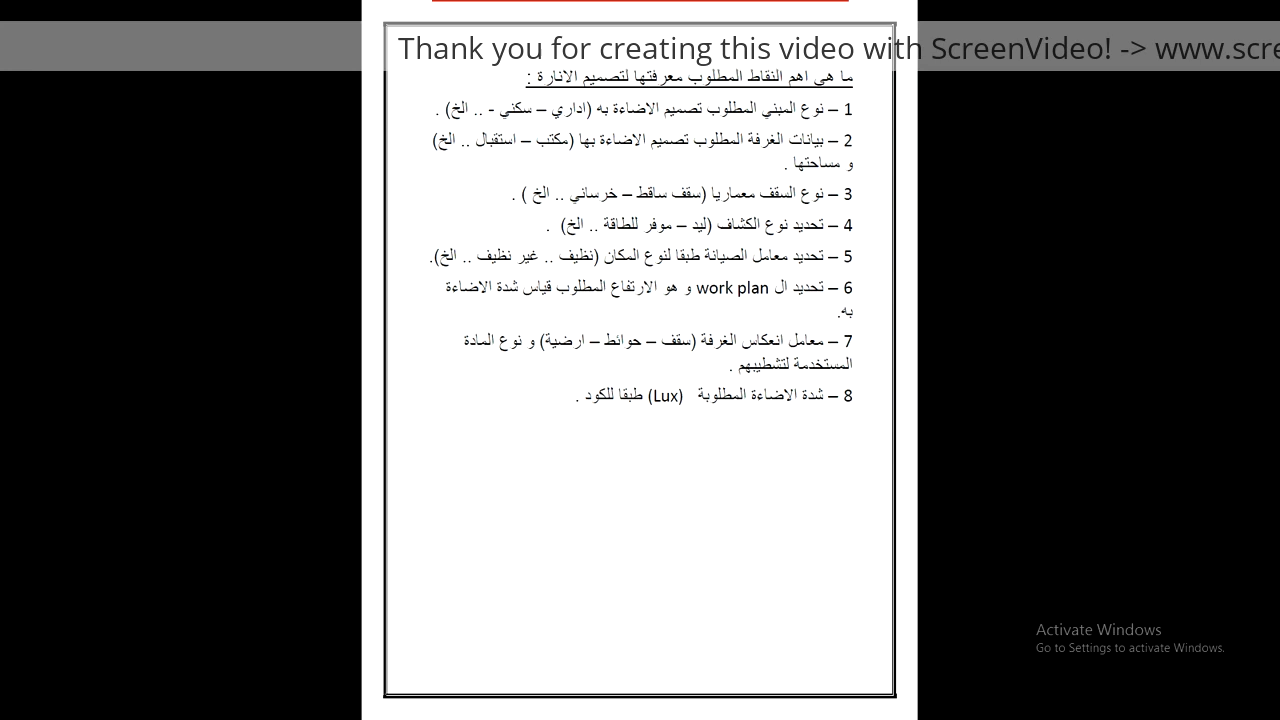 Thank you for creating this video with ScreenVideo! -> www.scre
ما هى اهم النقاط المطلوب معرفتها لتصميم الانارة :
1 – نوع المبني المطلوب تصميم الاضاءة به (اداري – سكني - .. الخ) .
2 – بيانات الغرفة المطلوب تصميم الاضاءة بها (مكتب – استقبال .. الخ)
و مساحتها .
3 – نوع السقف معماريا (سقف ساقط – خرساني .. الخ ) .
4 – تحديد نوع الكشاف (ليد – موفر للطاقة .. الخ) .
5 – تحديد معامل الصيانة طبقا لنوع المكان (نظيف .. غير نظيف .. الخ).
6 – تحديد ال work plan و هو الارتفاع المطلوب قياس شدة الاضاءة
به.
7 – معامل انعكاس الغرفة (سقف – حوائط – ارضية) و نوع المادة
المستخدمة لتشطيبهم .
8 – شدة الاضاءة المطلوبة (Lux) طبقا للكود .
Activate Windows
Go to Settings to activate Windows.